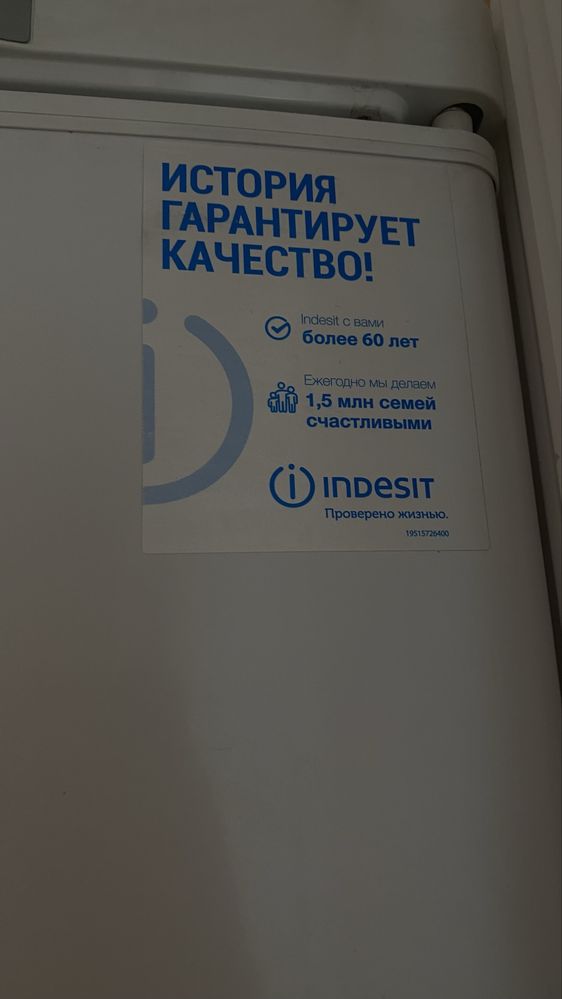 ИСТОРИЯ
ГАРАНТИРУЕТ
КАЧЕСТВО!
Indesit с вами
более 60 лет
Ежегодно мы делаем
1,5 млн семей
счастливыми
INDESIT
Проверено жизнью.
19515726400